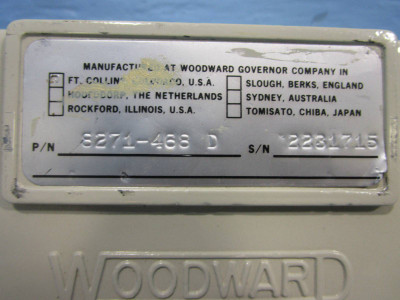 MANUFACTURED AT WOODWARD GOVERNOR COMPANY IN
FT. COLLINS, COLORADO, U.S.A.
HOOFDDORP, THE NETHERLANDS
ROCKFORD, ILLINOIS, U.S.A.
SLOUGH, BERKS, ENGLAND
SYDNEY, AUSTRALIA
TOMISATO, CHIBA, JAPAN
P/N 8271-468 D S/N 2231715
WOODWARD